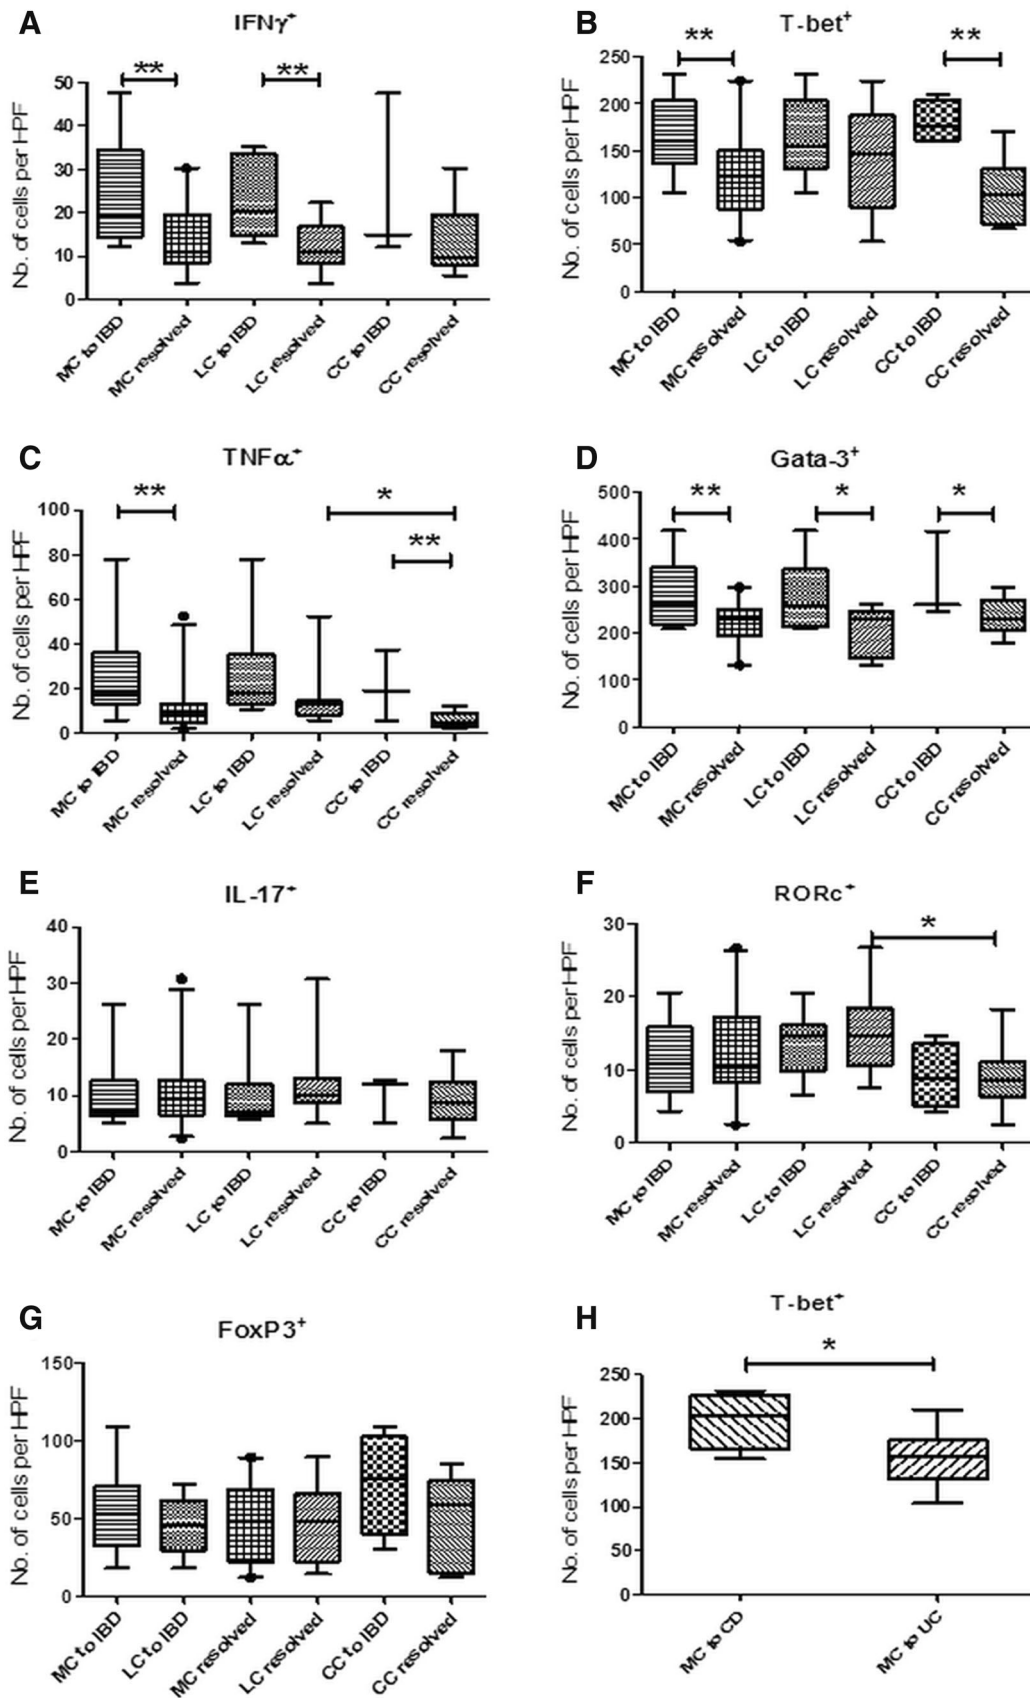 A
IFNγ+
**
**
No. of cells per HPF
50
40
30
20
10
0
MC to IBD
MC resolved
LC to IBD
LC resolved
CC to IBD
CC resolved
B
T-bet+
**
**
No. of cells per HPF
250
200
150
100
50
0
MC to IBD
MC resolved
LC to IBD
LC resolved
CC to IBD
CC resolved
C
TNFα+
**
*
**
No. of cells per HPF
100
80
60
40
20
0
MC to IBD
MC resolved
LC to IBD
LC resolved
CC to IBD
CC resolved
D
Gata-3+
**
*
*
No. of cells per HPF
500
400
300
200
100
0
MC to IBD
MC resolved
LC to IBD
LC resolved
CC to IBD
CC resolved
E
IL-17+
No. of cells per HPF
40
30
20
10
0
MC to IBD
MC resolved
LC to IBD
LC resolved
CC to IBD
CC resolved
F
RORc+
*
No. of cells per HPF
30
20
10
0
MC to IBD
MC resolved
LC to IBD
LC resolved
CC to IBD
CC resolved
G
FoxP3+
No. of cells per HPF
150
100
50
0
MC to IBD
LC to IBD
MC resolved
LC resolved
CC to IBD
CC resolved
H
T-bet+
*
No. of cells per HPF
250
200
150
100
50
0
MC to CD
MC to UC